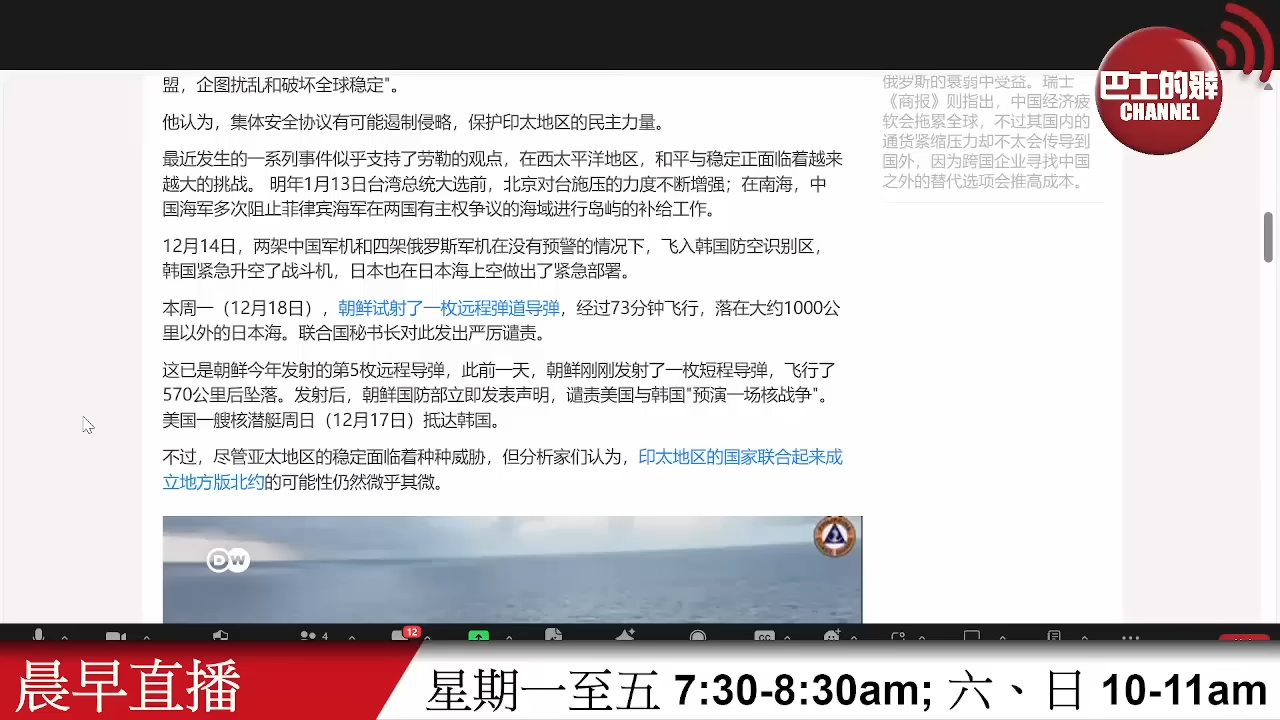 盟，企图扰乱和破坏全球稳定"。
他认为，集体安全协议有可能遏制侵略，保护印太地区的民主力量。
最近发生的一系列事件似乎支持了劳勒的观点，在西太平洋地区，和平与稳定正面临着越来
越大的挑战。 明年1月13日台湾总统大选前，北京对台施压的力度不断增强；在南海，中
国海军多次阻止菲律宾海军在两国有主权争议的海域进行岛屿的补给工作。
12月14日，两架中国军机和四架俄罗斯军机在没有预警的情况下，飞入韩国防空识别区，
韩国紧急升空了战斗机，日本也在日本海上空做出了紧急部署。
本周一（12月18日），朝鲜试射了一枚远程弹道导弹，经过73分钟飞行，落在大约1000公
里以外的日本海。联合国秘书长对此发出严厉谴责。
这已是朝鲜今年发射的第5枚远程导弹，此前一天，朝鲜刚刚发射了一枚短程导弹，飞行了
570公里后坠落。发射后，朝鲜国防部立即发表声明，谴责美国与韩国"预演一场核战争"。
美国一艘核潜艇周日（12月17日）抵达韩国。
不过，尽管亚太地区的稳定面临着种种威胁，但分析家们认为，印太地区的国家联合起来成
立地方版北约的可能性仍然微乎其微。
俄罗斯的衰弱中受益。瑞士
《商报》则指出，中国经济疲
软会拖累全球，不过其国内的
通货紧缩压力却不太会传导到
国外，因为跨国企业寻找中国
之外的替代选项会推高成本。
巴士的報
CHANNEL
DW
4
12
CC
晨早直播
星期一至五 7:30-8:30am; 六、日 10-11am